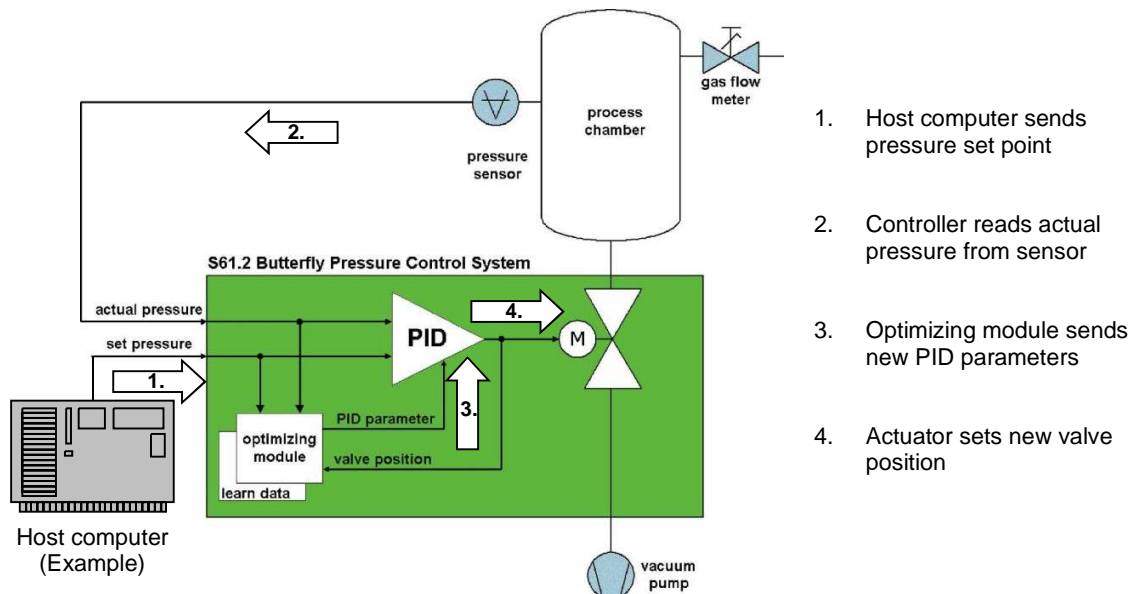 gas flow
meter
process
chamber
2.
pressure
sensor
1. Host computer sends
pressure set point
2. Controller reads actual
pressure from sensor
3. Optimizing module sends
new PID parameters
4. Actuator sets new valve
position
S61.2 Butterfly Pressure Control System
actual pressure
set pressure
1.
PID
4.
M
3.
PID parameter
optimizing
module
valve position
learn data
Host computer
(Example)
vacuum
pump